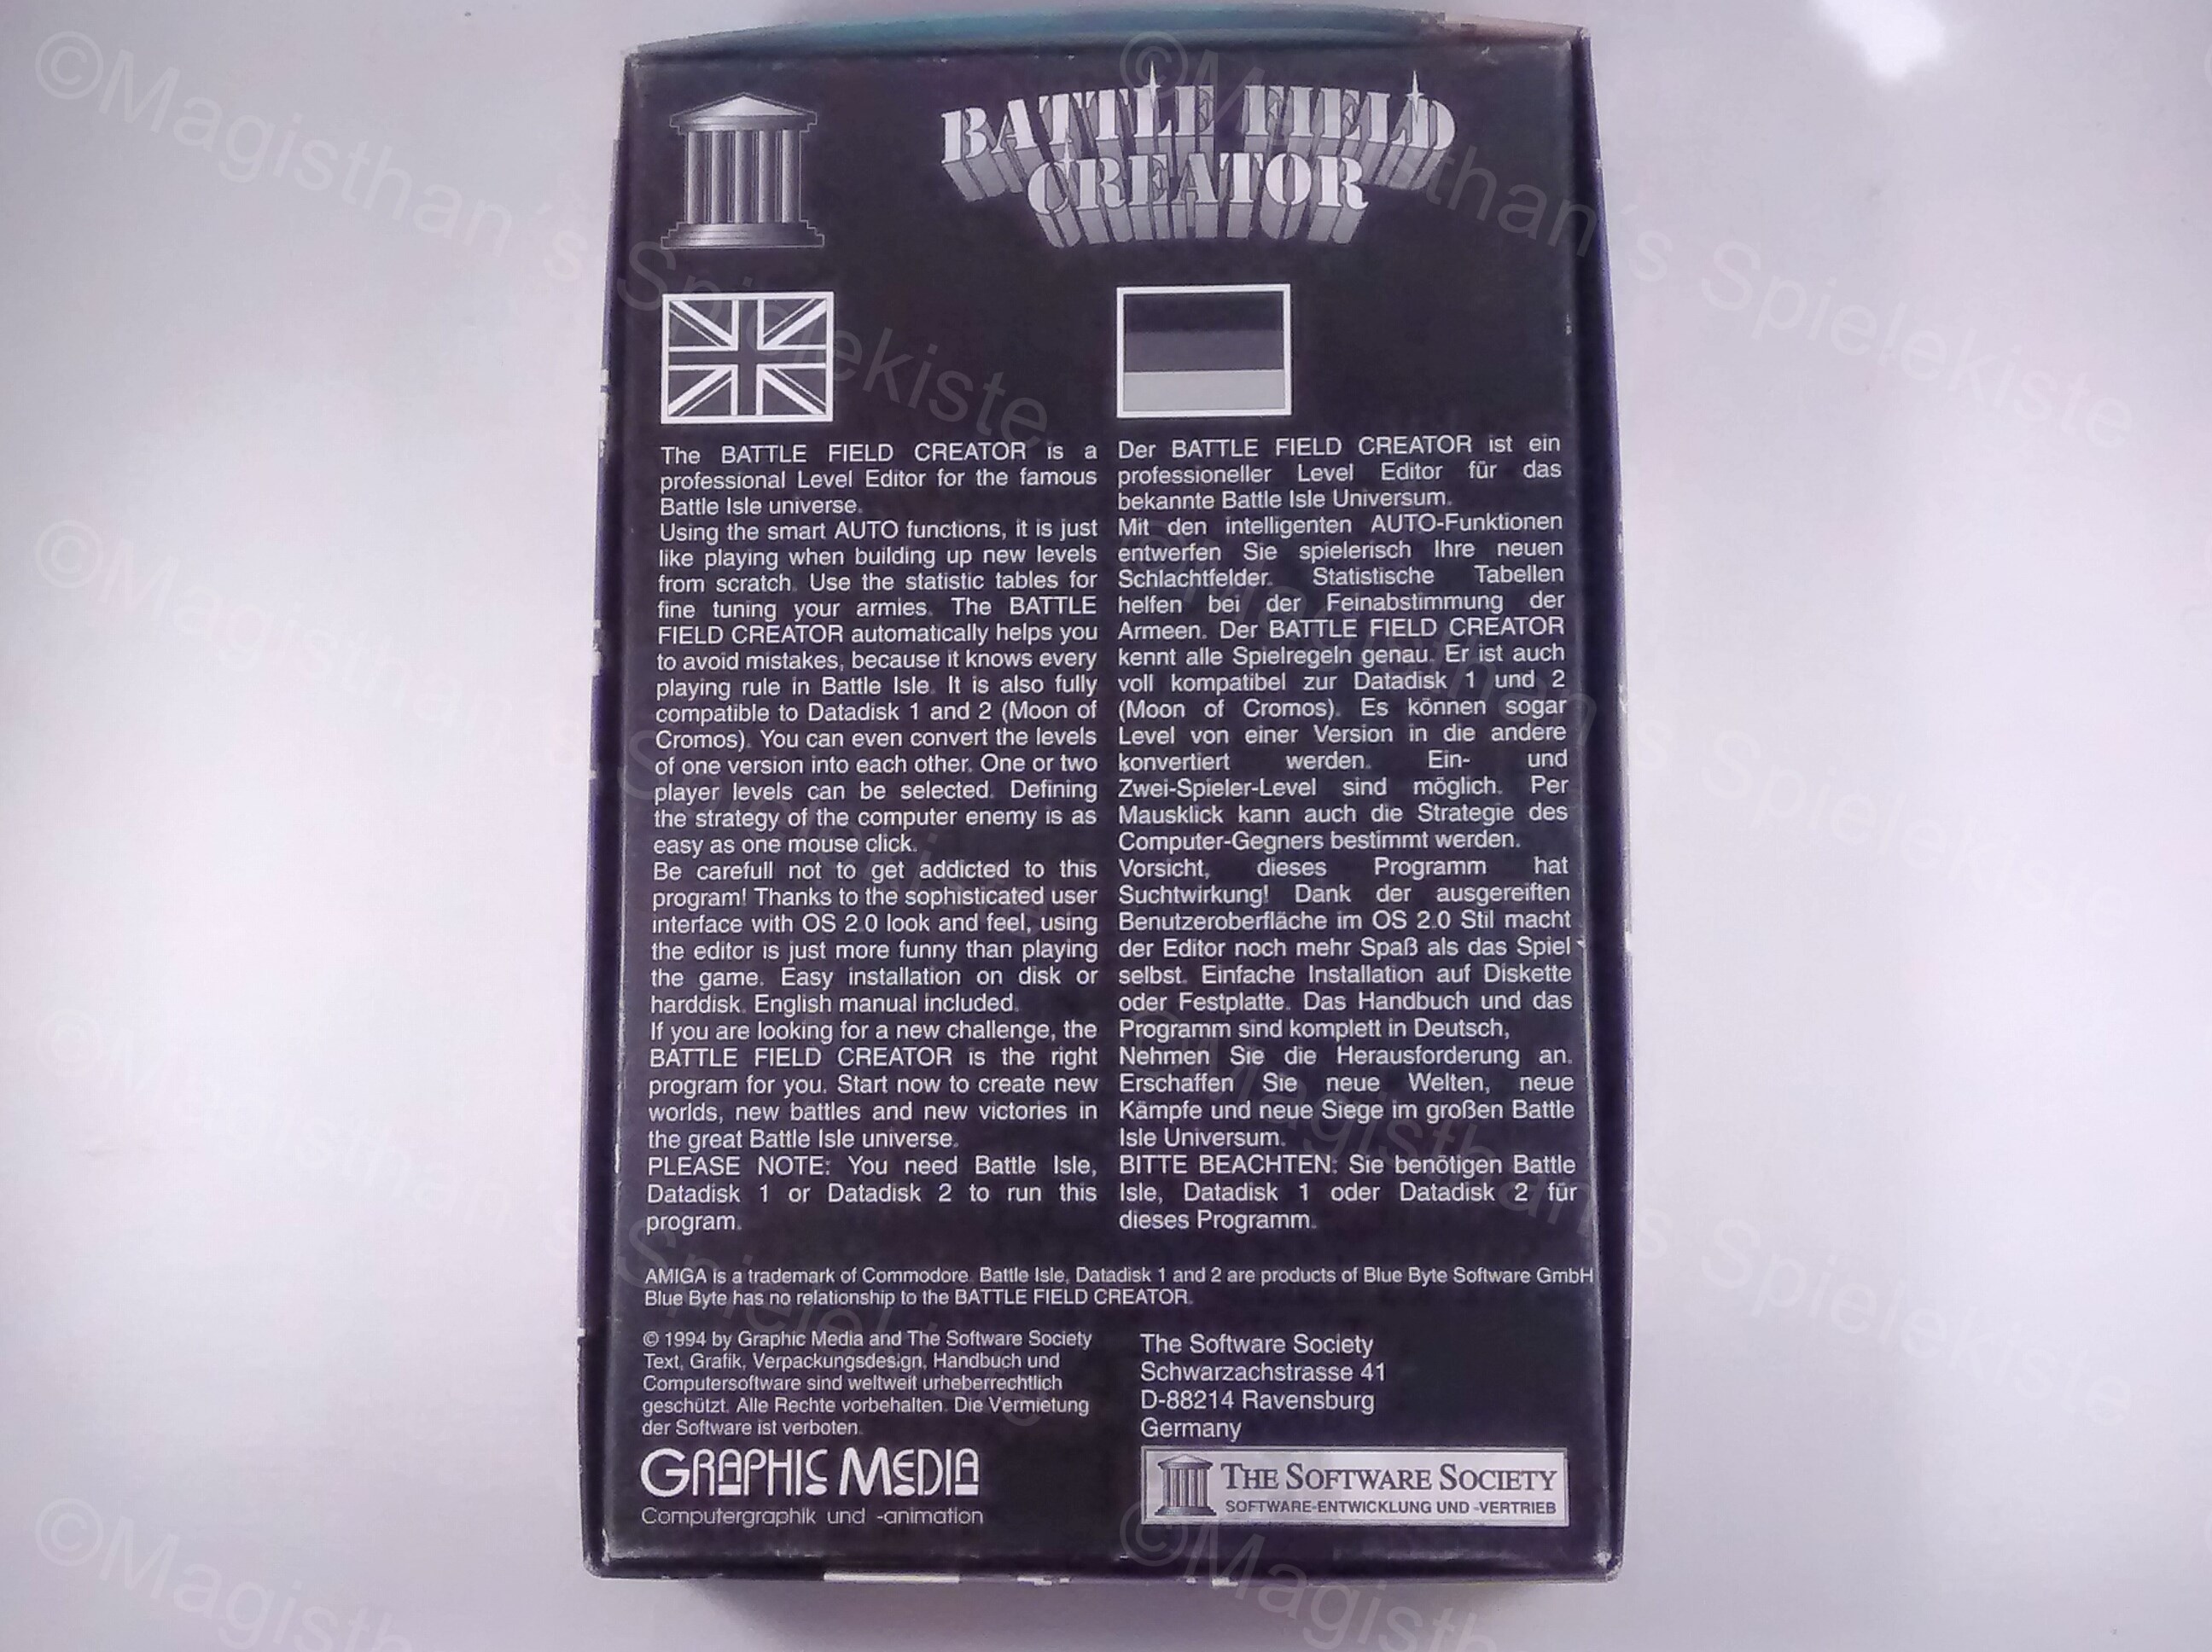 BATTLE FIELD
CREATOR
The BATTLE FIELD CREATOR is a
professional Level Editor for the famous
Battle Isle universe.
Using the smart AUTO functions, it is just
like playing when building up new levels
from scratch. Use the statistic tables for
fine tuning your armies. The BATTLE
FIELD CREATOR automatically helps you
to avoid mistakes, because it knows every
playing rule in Battle Isle. It is also fully
compatible to Datadisk 1 and 2 (Moon of
Cromos). You can even convert the levels
of one version into each other. One or two
player levels can be selected. Defining
the strategy of the computer enemy is as
easy as one mouse click.
Be carefull not to get addicted to this
program! Thanks to the sophisticated user
interface with OS 2.0 look and feel, using
the editor is just more funny than playing
the game. Easy installation on disk or
harddisk. English manual included.
If you are looking for a new challenge, the
BATTLE FIELD CREATOR is the right
program for you. Start now to create new
worlds, new battles and new victories in
the great Battle Isle universe.
PLEASE NOTE: You need Battle Isle,
Datadisk 1 or Datadisk 2 to run this
program.
Der BATTLE FIELD CREATOR ist ein
professioneller Level Editor für das
bekannte Battle Isle Universum.
Mit den intelligenten AUTO-Funktionen
entwerfen Sie spielerisch Ihre neuen
Schlachtfelder. Statistische Tabellen
helfen bei der Feinabstimmung der
Armeen. Der BATTLE FIELD CREATOR
kennt alle Spielregeln genau. Er ist auch
voll kompatibel zur Datadisk 1 und 2
(Moon of Cromos). Es können sogar
Level von einer Version in die andere
konvertiert werden. Ein- und
Zwei-Spieler-Level sind möglich. Per
Mausklick kann auch die Strategie des
Computer-Gegners bestimmt werden.
Vorsicht, dieses Programm hat
Suchtwirkung! Dank der ausgereiften
Benutzeroberfläche im OS 2.0 Stil macht
der Editor noch mehr Spaß als das Spiel
selbst. Einfache Installation auf Diskette
oder Festplatte. Das Handbuch und das
Programm sind komplett in Deutsch,
Nehmen Sie die Herausforderung an.
Erschaffen Sie neue Welten, neue
Kämpfe und neue Siege im großen Battle
Isle Universum.
BITTE BEACHTEN: Sie benötigen Battle
Isle, Datadisk 1 oder Datadisk 2 für
dieses Programm.
AMIGA is a trademark of Commodore. Battle Isle, Datadisk 1 and 2 are products of Blue Byte Software GmbH
Blue Byte has no relationship to the BATTLE FIELD CREATOR.
© 1994 by Graphic Media and The Software Society
Text, Grafik, Verpackungsdesign, Handbuch und
Computersoftware sind weltweit urheberrechtlich
geschützt. Alle Rechte vorbehalten. Die Vermietung
der Software ist verboten.
GRAPHIC MEDIA
Computergraphik und -animation
The Software Society
Schwarzachstrasse 41
D-88214 Ravensburg
Germany
THE SOFTWARE SOCIETY
SOFTWARE-ENTWICKLUNG UND -VERTRIEB
©Magisthan´s Spielekiste
©Magisthan´s Spielekiste
©Magisthan´s Spielekiste
©Magisthan´s Spielekiste
©Magisthan´s Spielekiste
©Magisthan´s Spielekiste
©Magisth
©Magisth